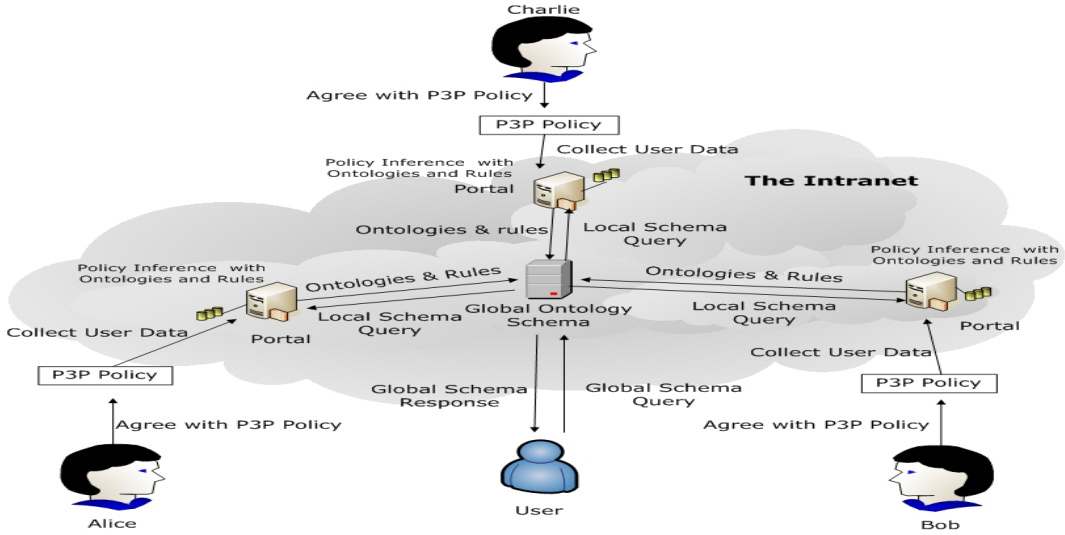 Charlie
Agree with P3P Policy
P3P Policy
Collect User Data
Policy Inference with
Ontologies and Rules
Portal
The Intranet
Ontologies & rules
Local Schema
Query
Policy Inference with
Ontologies and Rules
Ontologies & Rules
Local Schema
Query
Portal
Collect User Data
P3P Policy
Agree with P3P Policy
Alice
Global Ontology
Schema
Global Schema
Response
Global Schema
Query
User
Policy Inference with
Ontologies and Rules
Ontologies & Rules
Local Schema
Query
Portal
Collect User Data
P3P Policy
Agree with P3P Policy
Bob